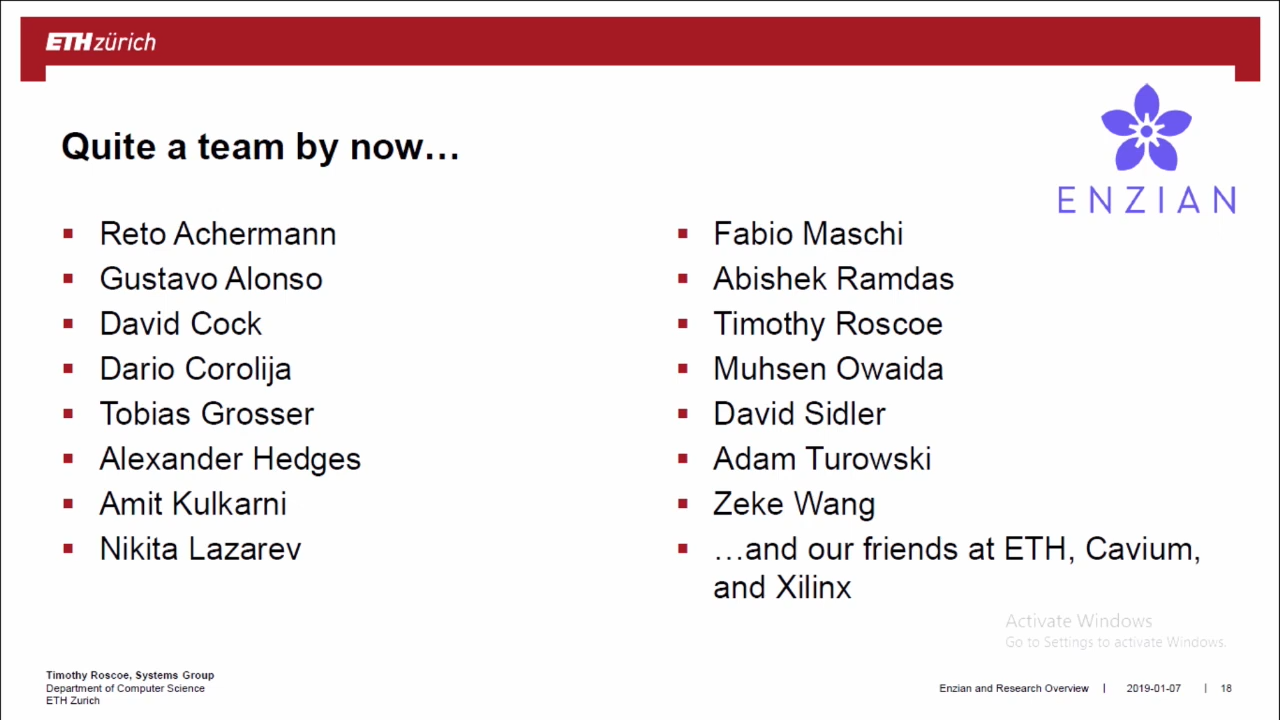 ETH zürich
Quite a team by now...
ENZIAN
Reto Achermann
Gustavo Alonso
David Cock
Dario Corolija
Tobias Grosser
Alexander Hedges
Amit Kulkarni
Nikita Lazarev
Fabio Maschi
Abishek Ramdas
Timothy Roscoe
Muhsen Owaida
David Sidler
Adam Turowski
Zeke Wang
...and our friends at ETH, Cavium,
and Xilinx
Activate Windows
Go to Settings to activate Windows.
Timothy Roscoe, Systems Group
Department of Computer Science
ETH Zurich
Enzian and Research Overview | 2019-01-07 | 18